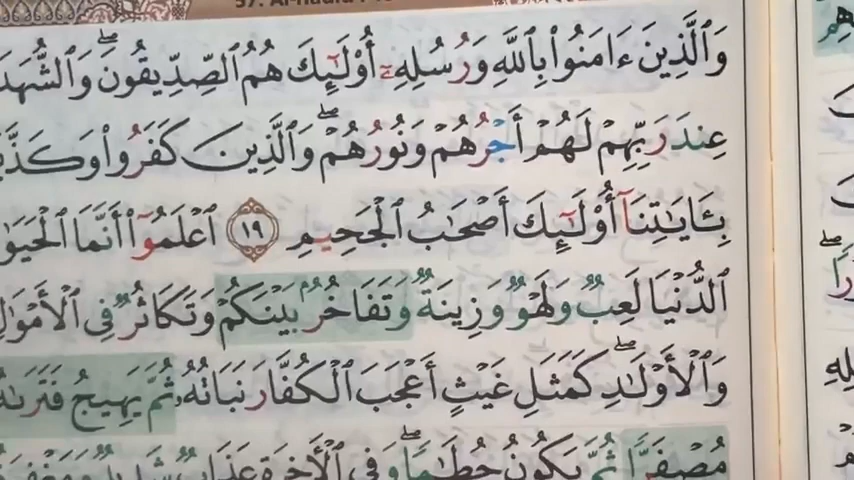 وَٱلَّذِينَ ءَامَنُوا۟ بِٱللَّهِ وَرُسُلِهِۦٓ أُو۟لَٰٓئِكَ هُمُ ٱلصِّدِّيقُونَ ۖ
عِندَ رَبِّهِمْ لَهُمْ أَجْرُهُمْ وَنُورُهُمْ ۖ وَٱلَّذِينَ كَفَرُوا۟
بِـَٔايَٰتِنَآ أُو۟لَٰٓئِكَ أَصْحَٰبُ ٱلْجَحِيمِ ١٩ ٱعْلَمُوٓا۟ أَنَّمَا
ٱلدُّنْيَا لَعِبٌ وَلَهْوٌ وَزِينَةٌ وَتَفَاخُرٌۢ بَيْنَكُمْ وَتَكَاثُرٌ فِى
وَٱلْأَوْلَٰدِ ۖ كَمَثَلِ غَيْثٍ أَعْجَبَ ٱلْكُفَّارَ نَبَاتُهُۥ ثُمَّ يَهِيجُ
مُصْفَرًّا ثُمَّ يَكُونُ حُطَٰمًا ۖ وَفِى ٱلْءَاخِرَةِ عَذَابٌ